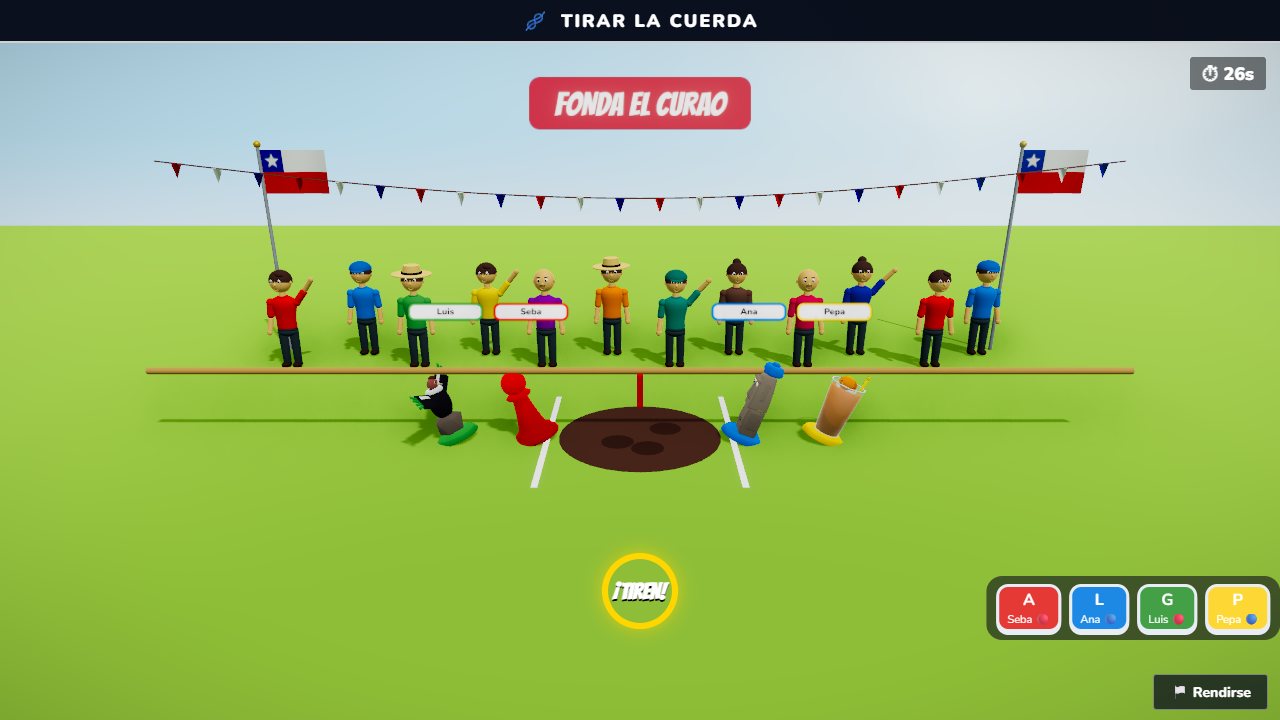 TIRAR LA CUERDA
26s
FONDA EL CURAO
Luis
Seba
Ana
Pepa
¡TIREN!
A
Seba
L
Ana
G
Luis
P
Pepa
Rendirse